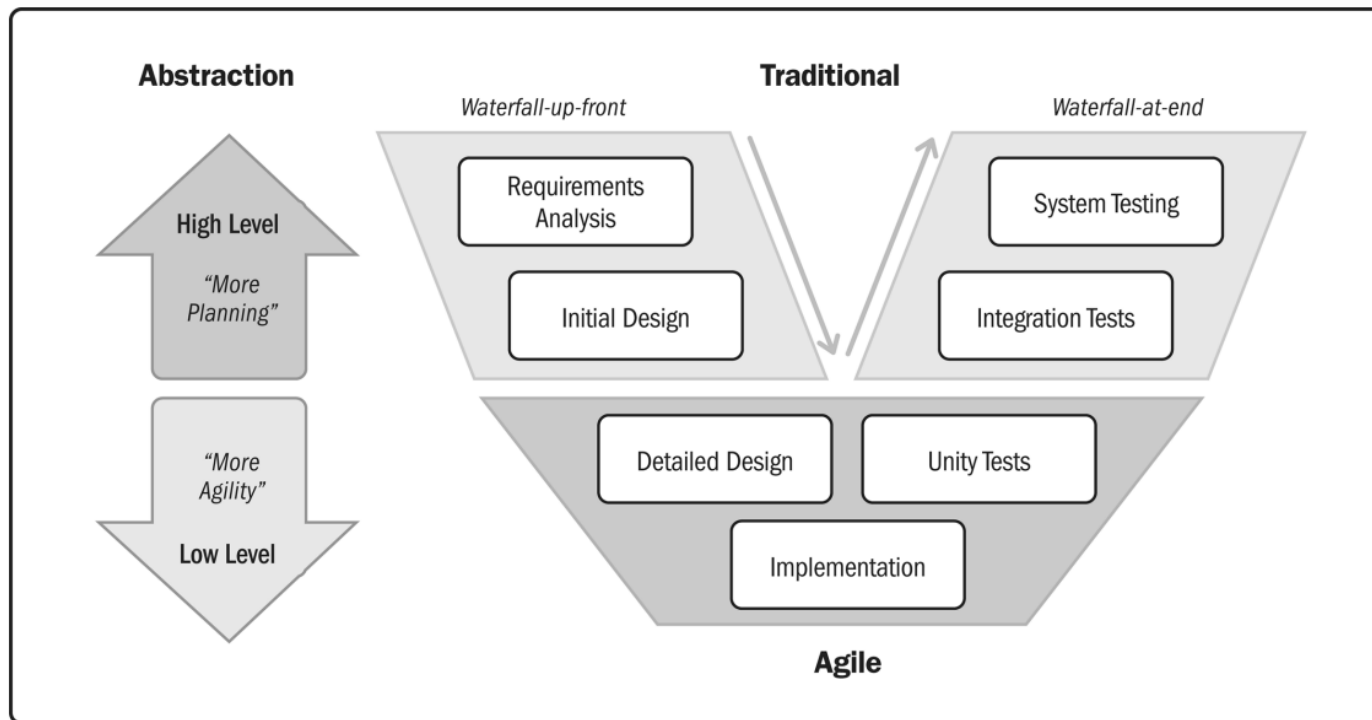 Abstraction
Traditional
Waterfall-up-front
Waterfall-at-end
High Level
“More
Planning”
Requirements
Analysis
Initial Design
System Testing
Integration Tests
“More
Agility”
Low Level
Detailed Design
Unity Tests
Implementation
Agile